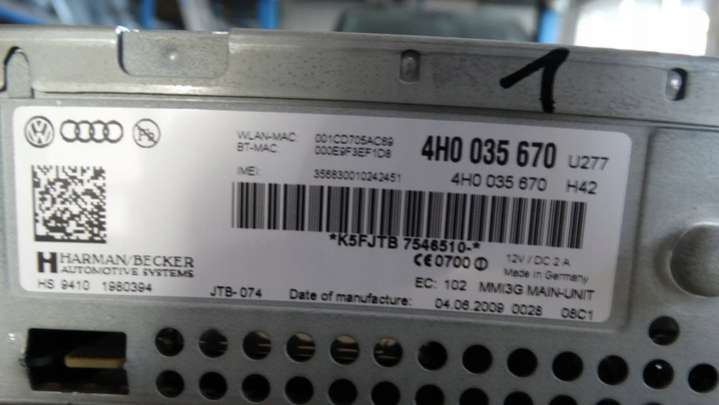 1
WLAN-MAC: 001CD705AC89
BT-MAC 000E9F3EF1D8
4H0 035 670 U277
IMEI: 356830010242451
4H0 035 670 H42
*K5FJTB 7546510-*
HARMAN/BECKER
AUTOMOTIVE SYSTEMS
CE0700 12V / DC 2 A
Made in Germany
EC: 102 MMI3G MAIN-UNIT
HS 9410 1980394 JTB-074 Date of manufacture: 04.06.2009 0028 08C1